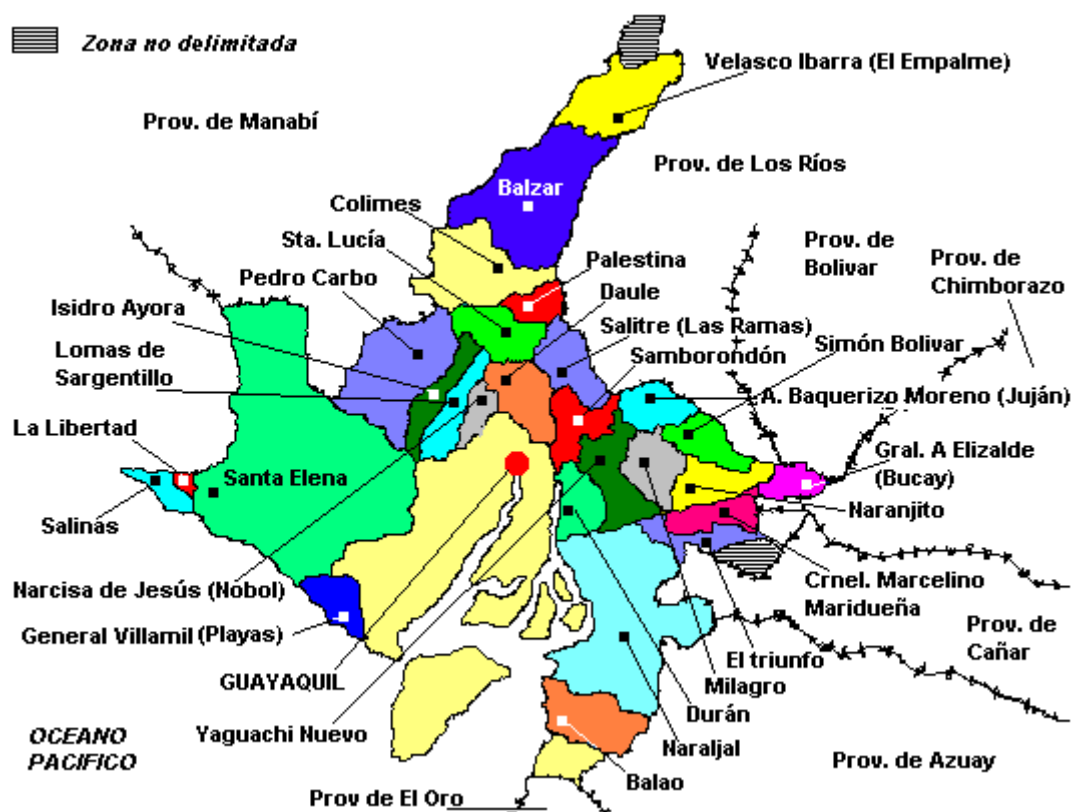 Zona no delimitada
Velasco Ibarra (El Empalme)
Prov. de Manabí
Prov. de Los Ríos
Balzar
Colimes
Sta. Lucía
Palestina
Prov. de
Bolivar
Prov. de
Chimborazo
Pedro Carbo
Daule
Isidro Ayora
Salitre (Las Ramas)
Simón Bolivar
Lomas de
Sargentillo
Samborondón
A. Baquerizo Moreno (Juján)
La Libertad
Gral. A Elizalde
(Bucay)
Santa Elena
Salinas
Naranjito
Narcisa de Jesús (Nobol)
Crnel. Marcelino
Maridueña
General Villamil (Playas)
Prov. de
Cañar
El triunfo
GUAYAQUIL
Milagro
Durán
Yaguachi Nuevo
Naraljal
OCEANO
PACIFICO
Balao
Prov. de Azuay
Prov de El Oro